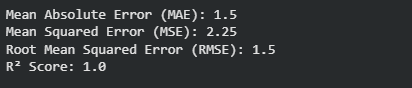 Mean Absolute Error (MAE): 1.5
Mean Squared Error (MSE): 2.25
Root Mean Squared Error (RMSE): 1.5
R² Score: 1.0